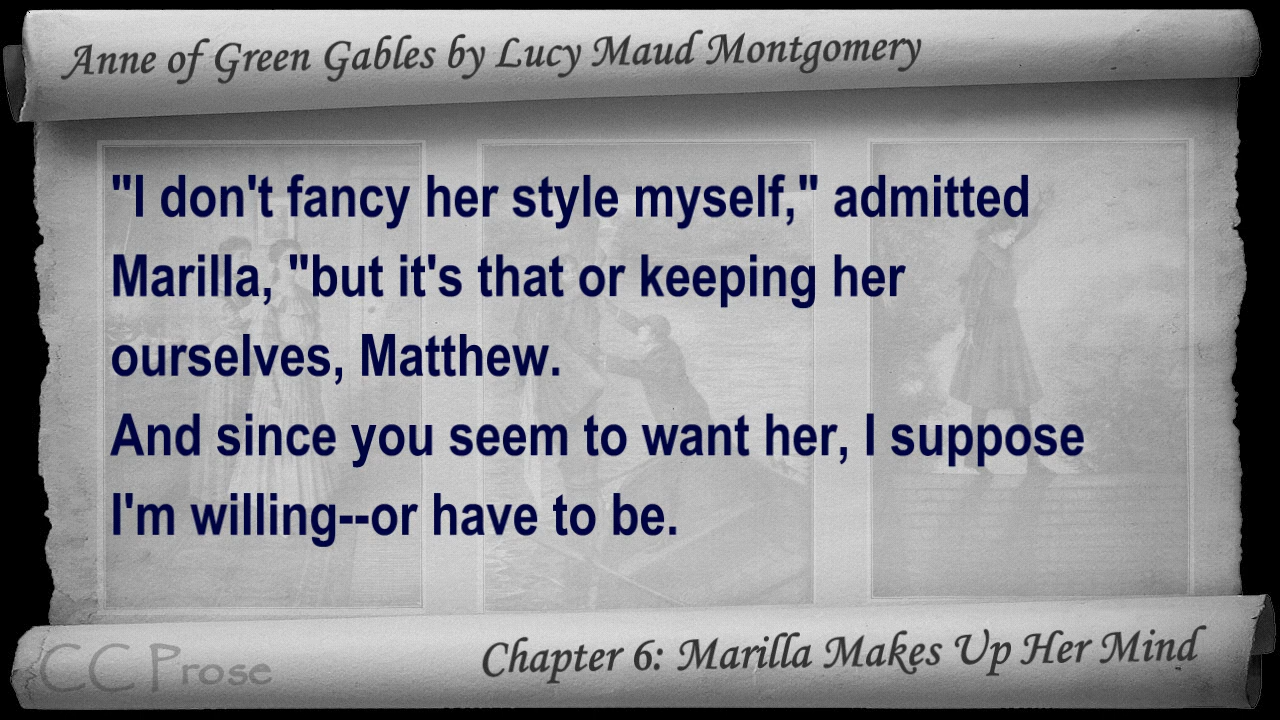 Anne of Green Gables by Lucy Maud Montgomery
"I don't fancy her style myself," admitted
Marilla, "but it's that or keeping her
ourselves, Matthew.
And since you seem to want her, I suppose
I'm willing--or have to be.
CC Prose
Chapter 6: Marilla Makes Up Her Mind